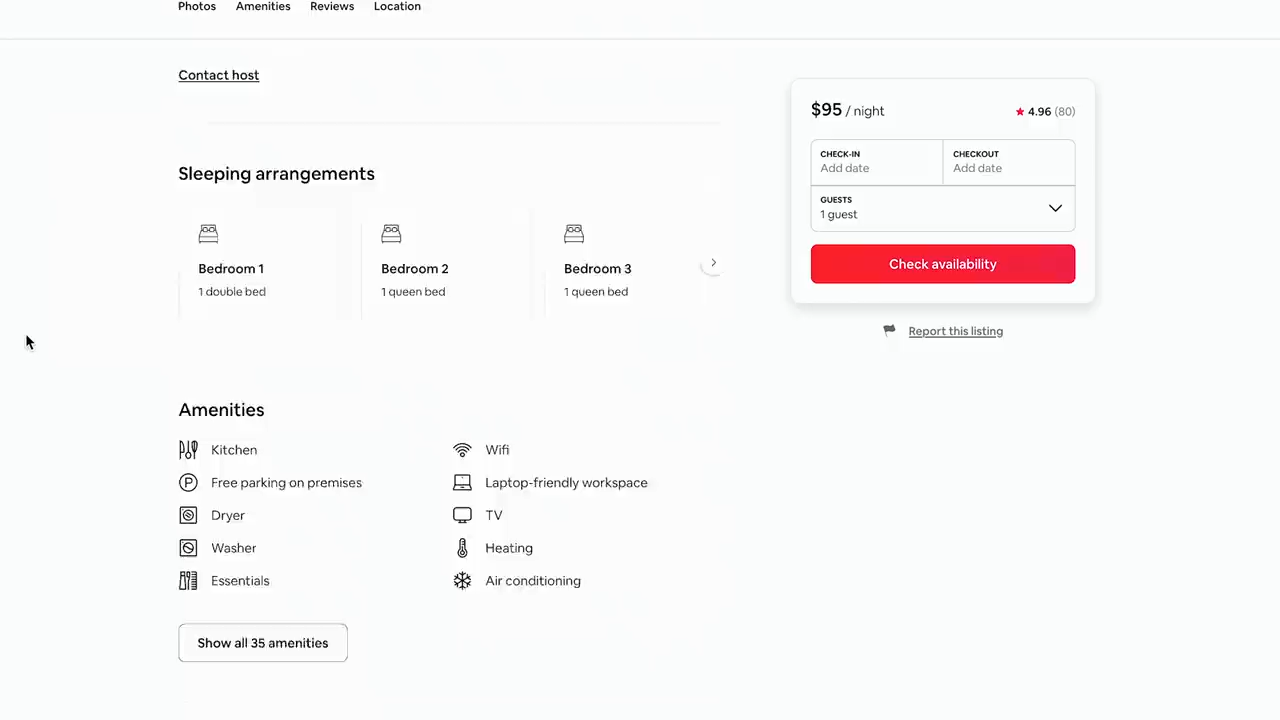 Photos Amenities Reviews Location
Contact host
$95 / night
4.96 (80)
CHECK-IN CHECKOUT
Add date Add date
GUESTS
1 guest
Check availability
Report this listing
Sleeping arrangements
Bedroom 1
1 double bed
Bedroom 2
1 queen bed
Bedroom 3
1 queen bed
Amenities
Kitchen Wifi
Free parking on premises Laptop-friendly workspace
Dryer TV
Washer Heating
Essentials Air conditioning
Show all 35 amenities